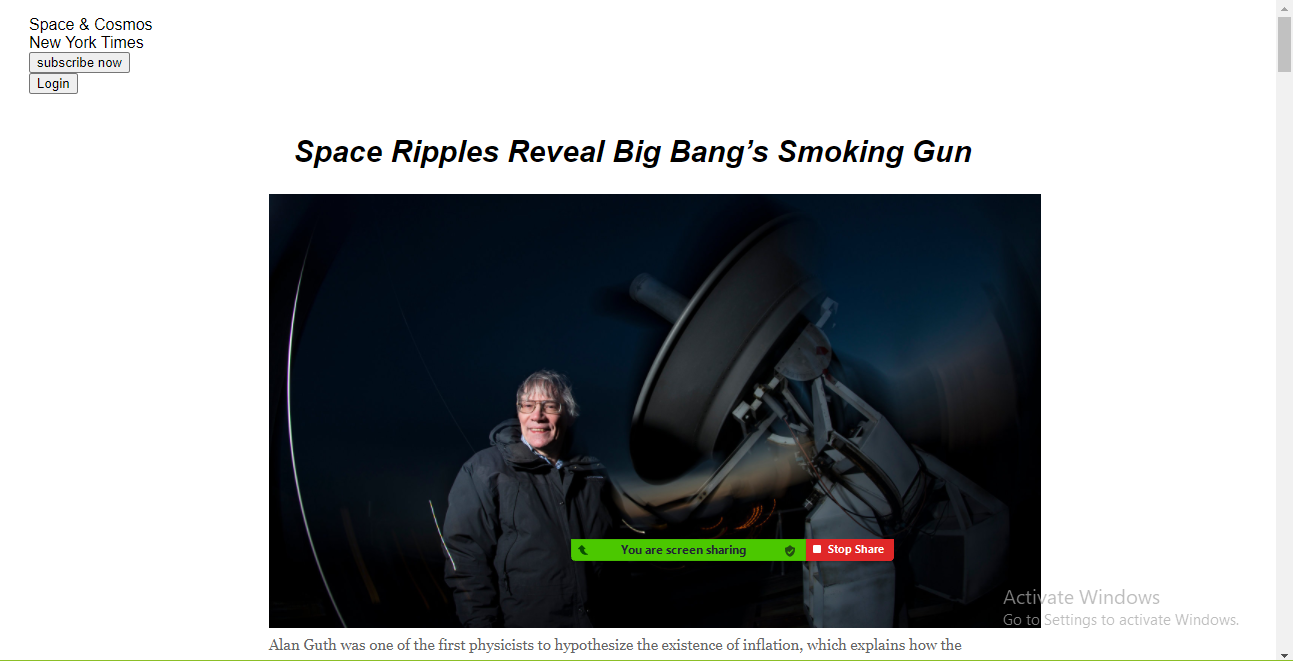 Space & Cosmos
New York Times
subscribe now
Login
Space Ripples Reveal Big Bang’s Smoking Gun
You are screen sharing
Stop Share
Activate Windows
Go to Settings to activate Windows.
Alan Guth was one of the first physicists to hypothesize the existence of inflation, which explains how the